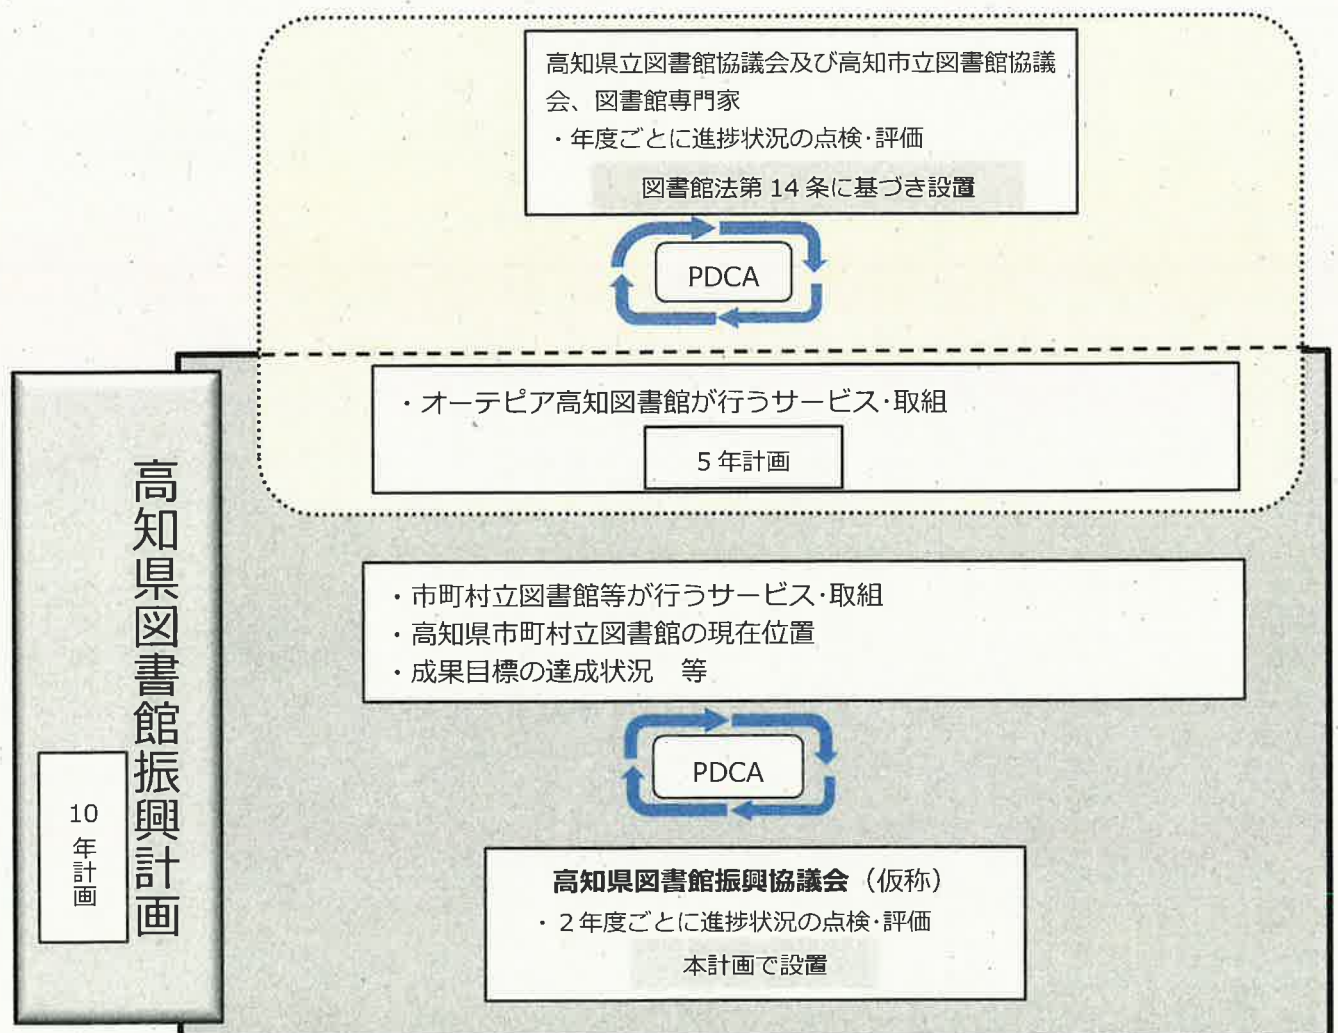 高知県立図書館協議会及び高知市立図書館協議
会、図書館専門家
・年度ごとに進捗状況の点検・評価
図書館法第 14 条に基づき設置
PDCA
・オーテピア高知図書館が行うサービス・取組
5 年計画
高知県図書館振興計画
10
年計画
・市町村立図書館等が行うサービス・取組
・高知県市町村立図書館の現在位置
・成果目標の達成状況　等
PDCA
高知県図書館振興協議会（仮称）
・２年度ごとに進捗状況の点検・評価
本計画で設置